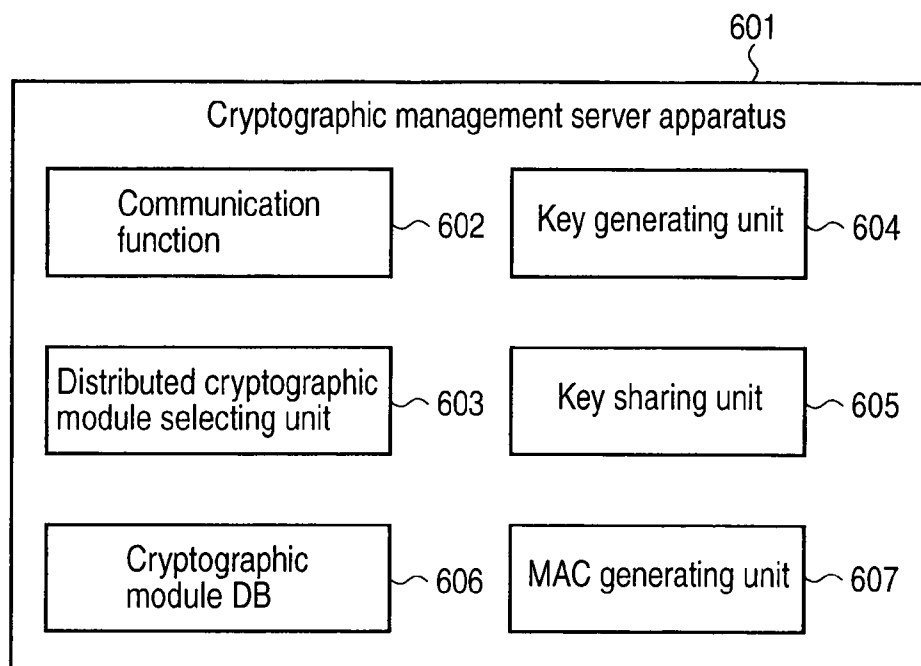 601
Cryptographic management server apparatus
Communication
function
602
Key generating unit
604
Distributed cryptographic
module selecting unit
603
Key sharing unit
605
Cryptographic
module DB
606
MAC generating unit
607